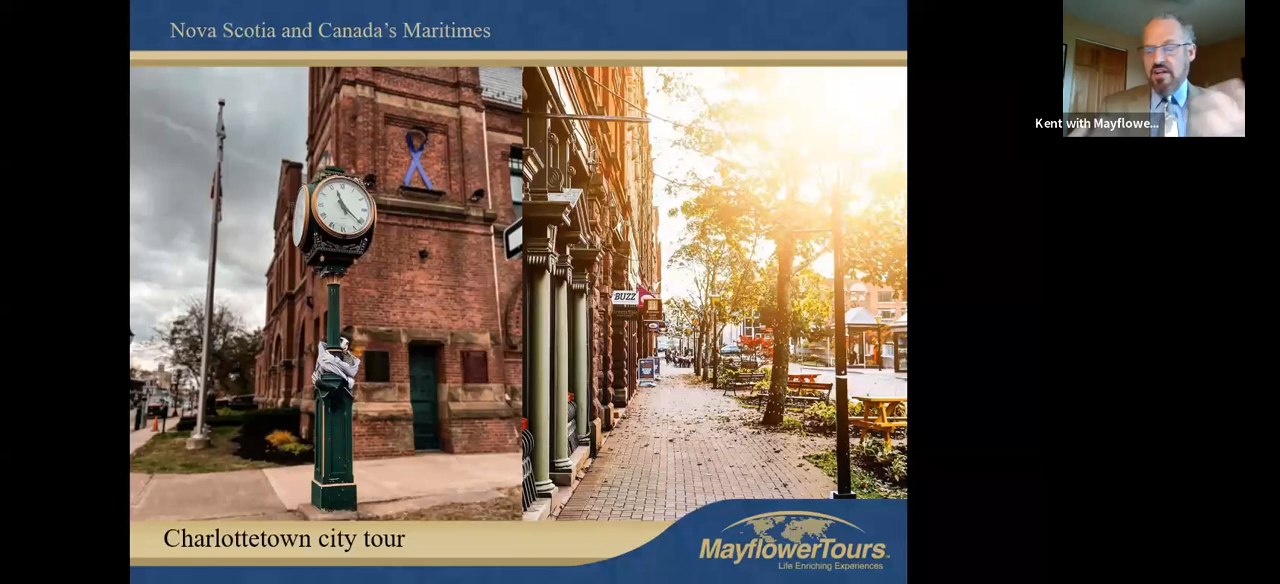 Nova Scotia and Canada's Maritimes
Kent with Mayflowe...
BUZZ
Charlottetown city tour
MayflowerTours
Life Enriching Experiences